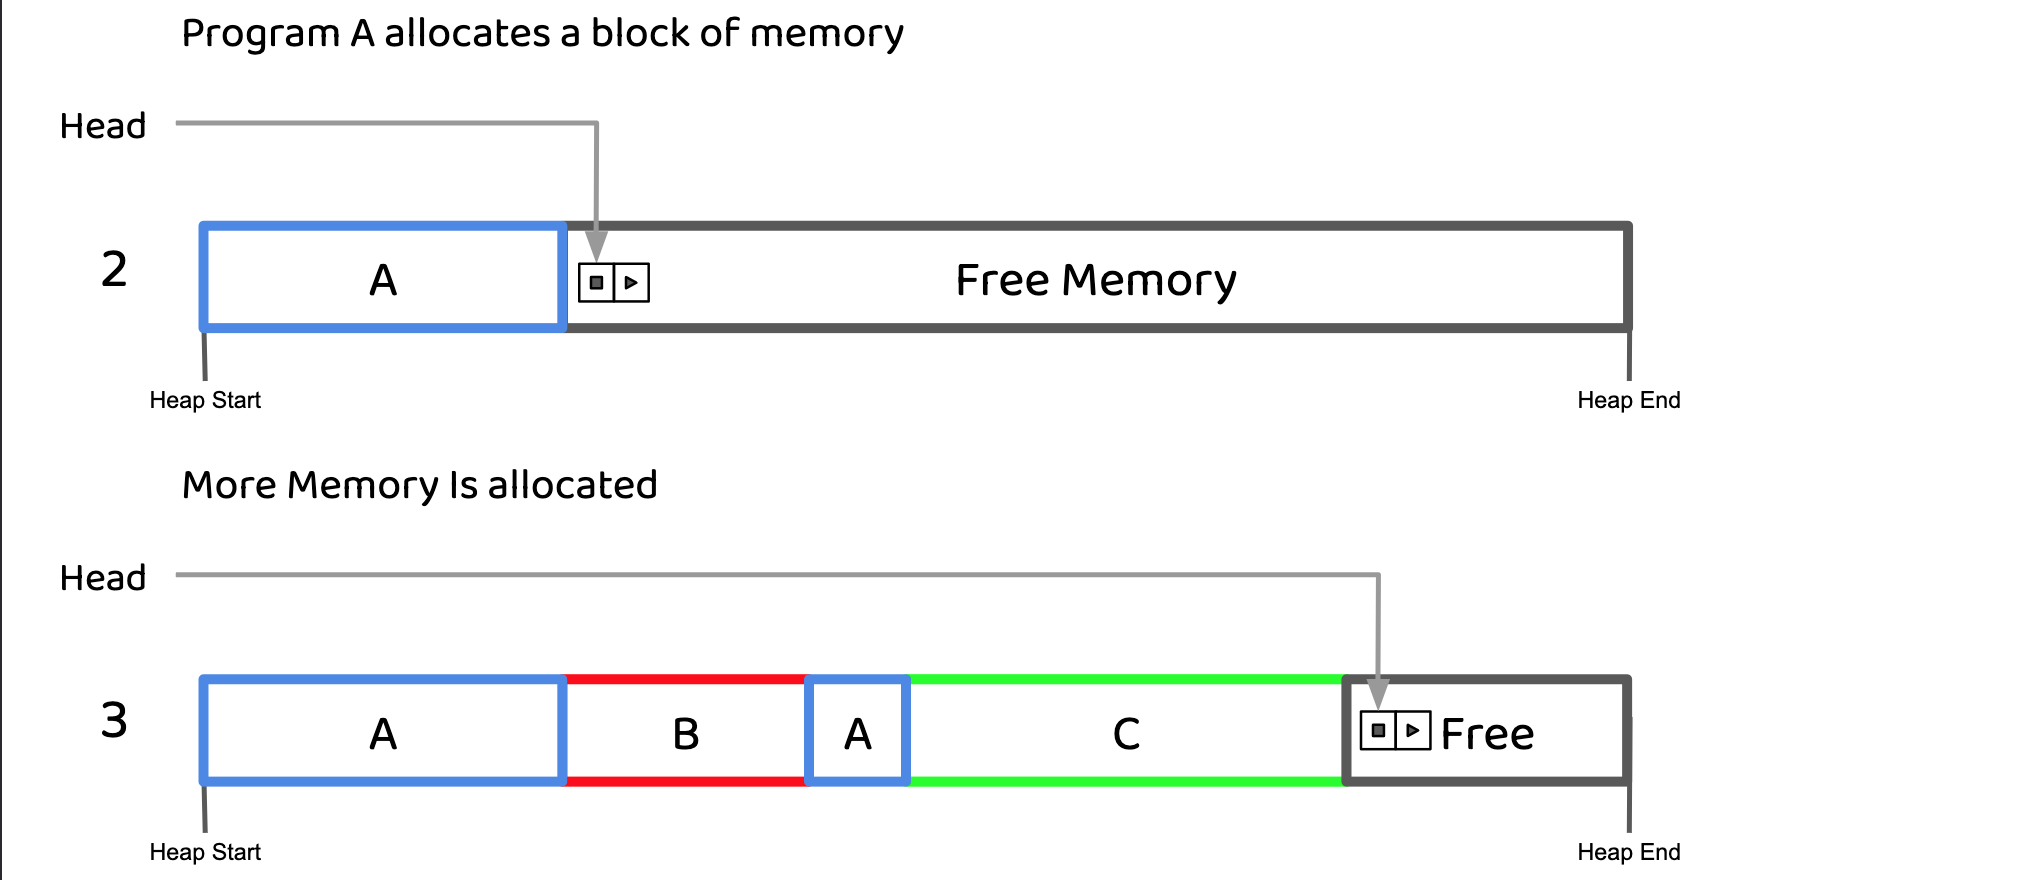 Program A allocates a block of memory
Head
2
A
Free Memory
Heap Start
Heap End
More Memory Is allocated
Head
3
A
B
A
C
Free
Heap Start
Heap End